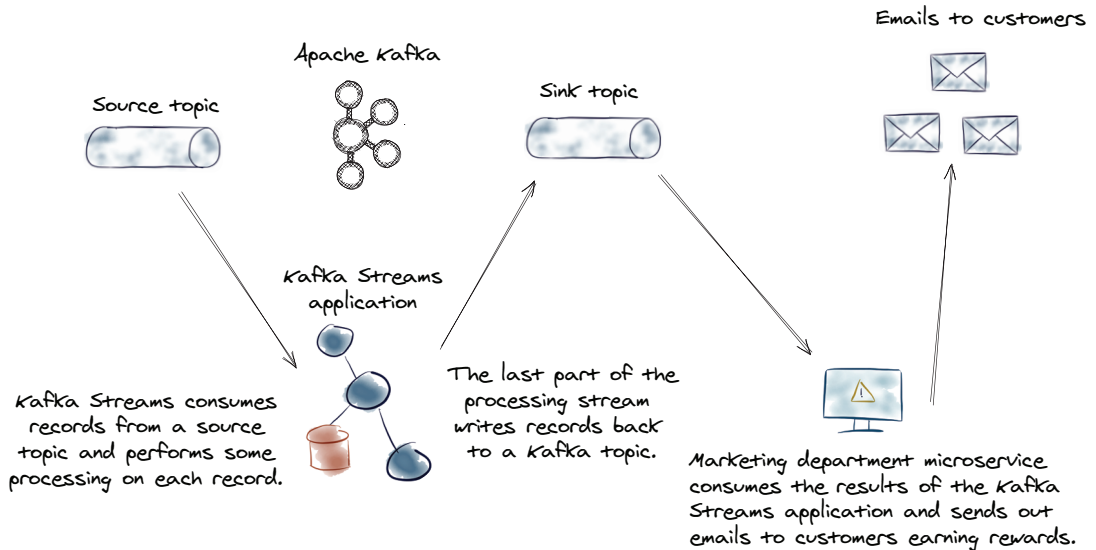 Emails to customers
Apache Kafka
Source topic
Sink topic
Kafka Streams
application
Kafka Streams consumes
records from a source
topic and performs some
processing on each record.
The last part of the
processing stream
writes records back
to a Kafka topic.
!
Marketing department microservice
consumes the results of the Kafka
Streams application and sends out
emails to customers earning rewards.